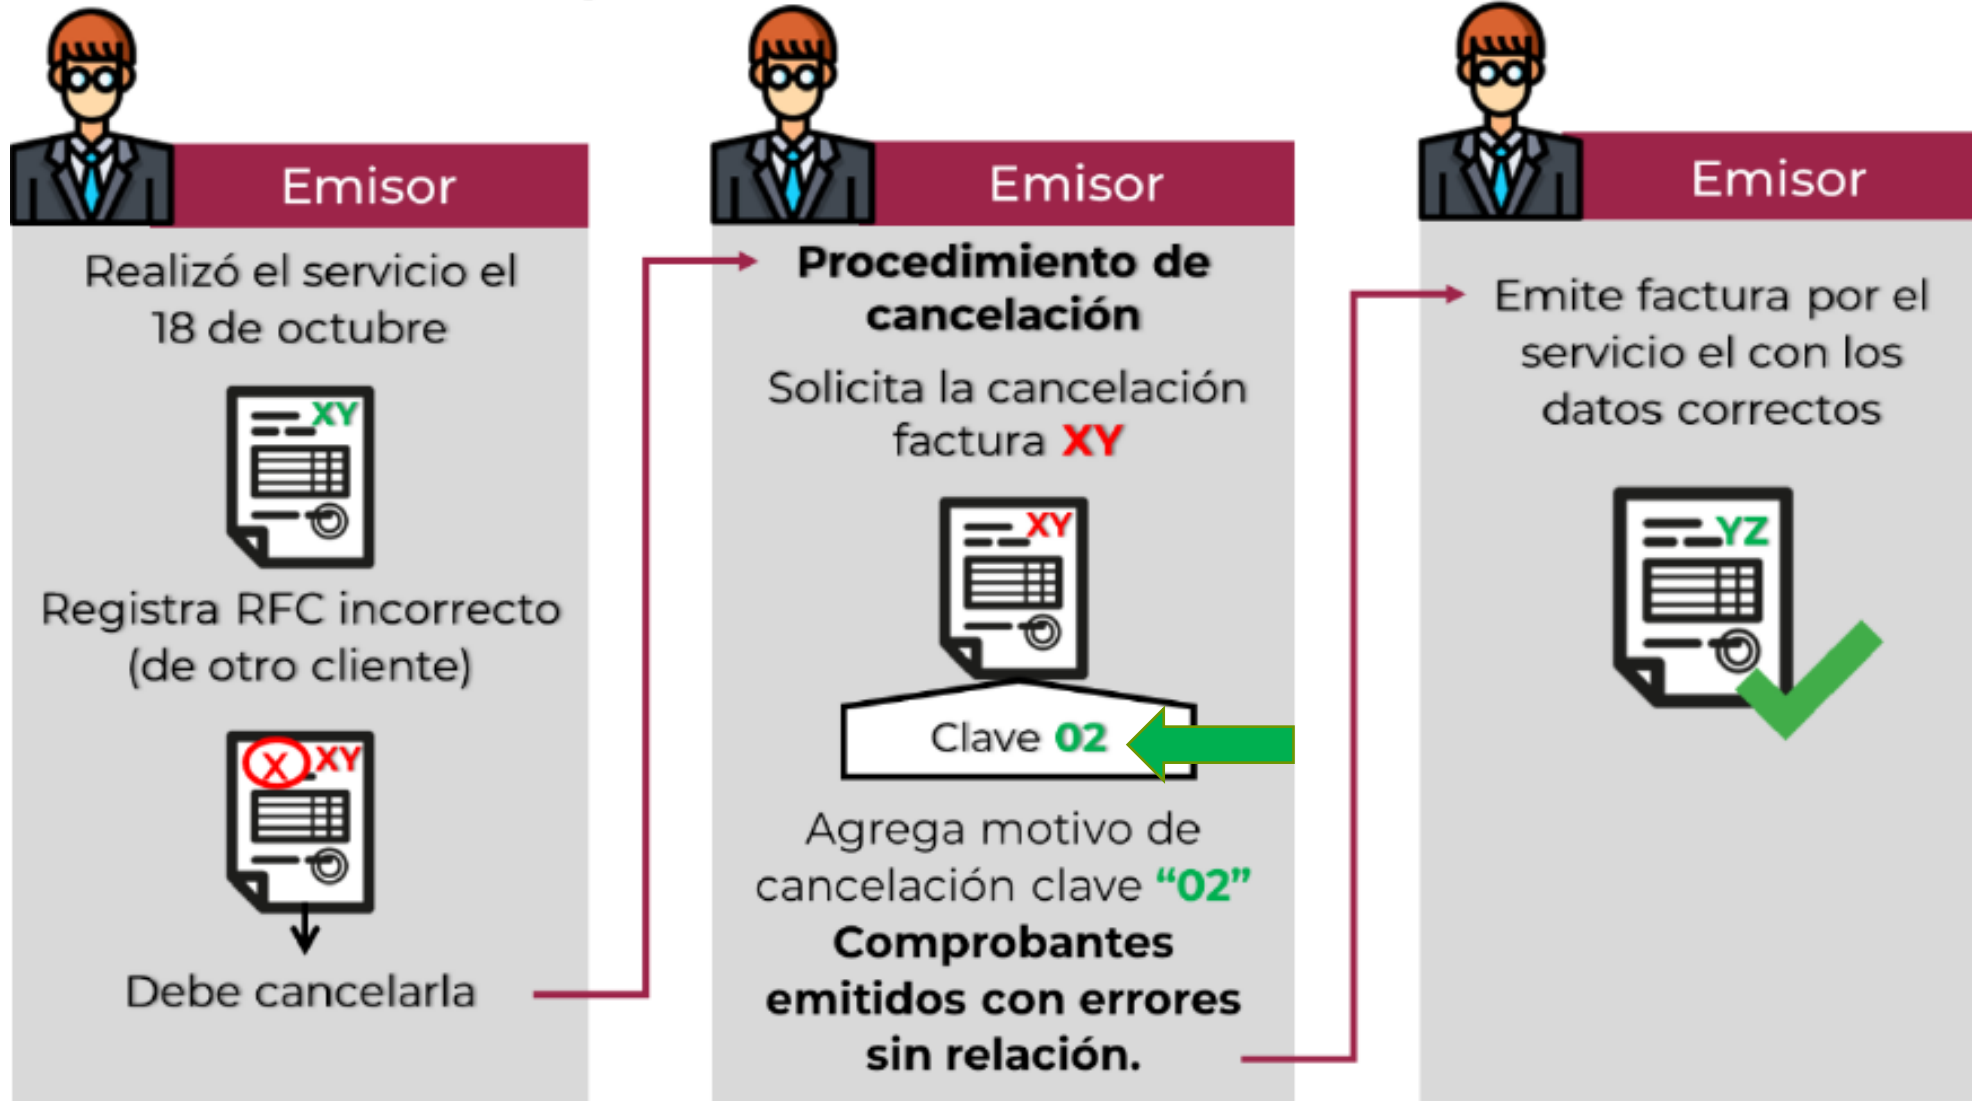 Emisor
Realizó el servicio el
18 de octubre
XY
Registra RFC incorrecto
(de otro cliente)
X XY
Debe cancelarla
Emisor
Procedimiento de
cancelación
Solicita la cancelación
factura XY
XY
Clave 02
Agrega motivo de
cancelación clave “02”
Comprobantes
emitidos con errores
sin relación.
Emisor
Emite factura por el
servicio el con los
datos correctos
YZ